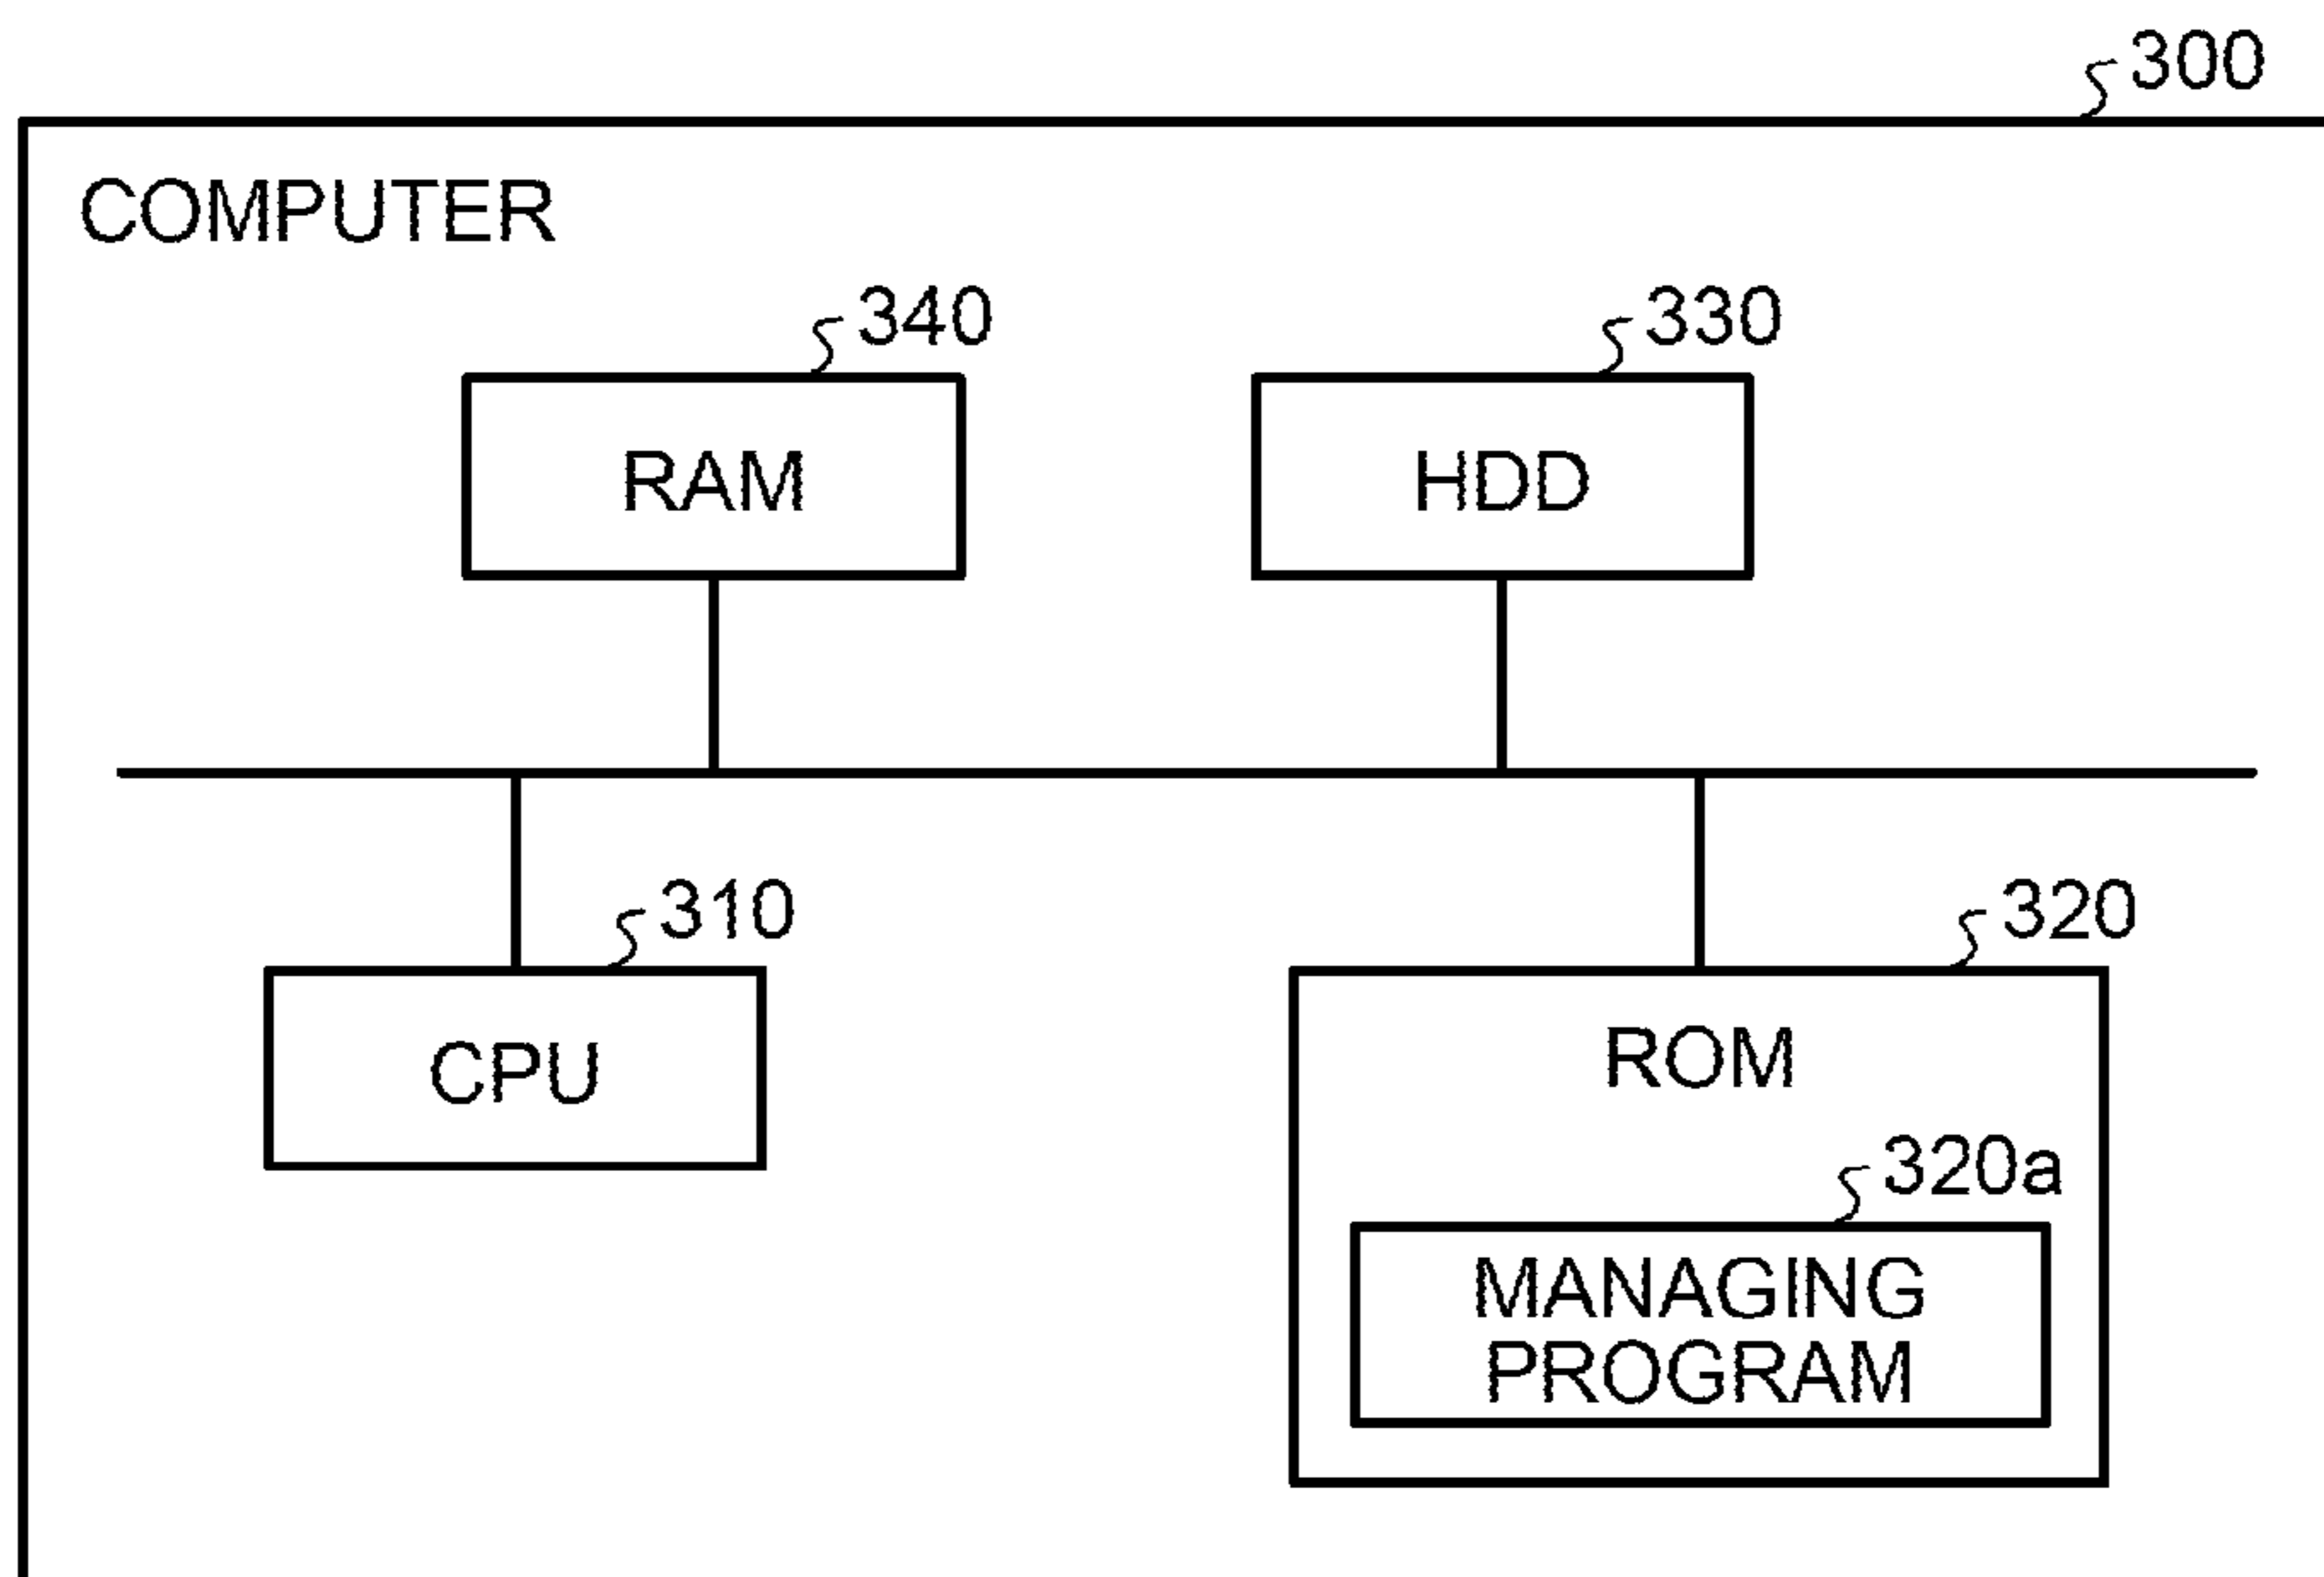 300
COMPUTER
340
330
RAM
HDD
310
320
CPU
ROM
320a
MANAGING
PROGRAM